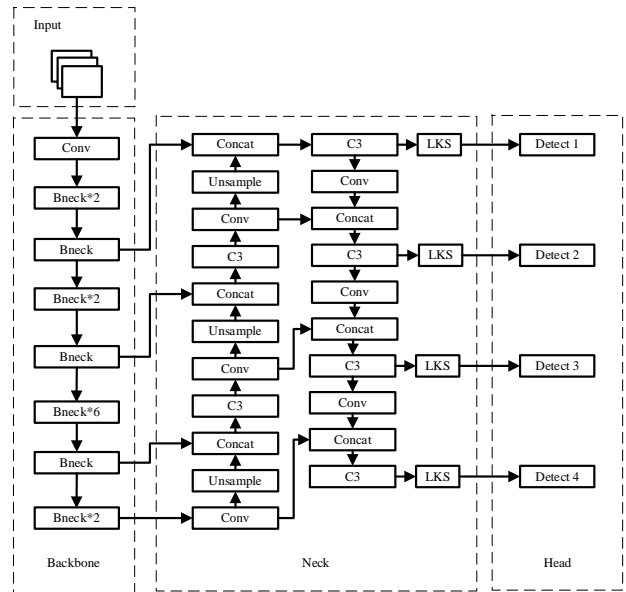 Input
Conv
Bneck*2
Bneck
Bneck*2
Bneck
Bneck*6
Bneck
Bneck*2
Backbone
Concat
Unsample
Conv
C3
Concat
Unsample
Conv
C3
Concat
Unsample
Conv
C3
Conv
Concat
C3
Conv
Concat
C3
Conv
Concat
C3
LKS
LKS
LKS
LKS
Neck
Detect 1
Detect 2
Detect 3
Detect 4
Head